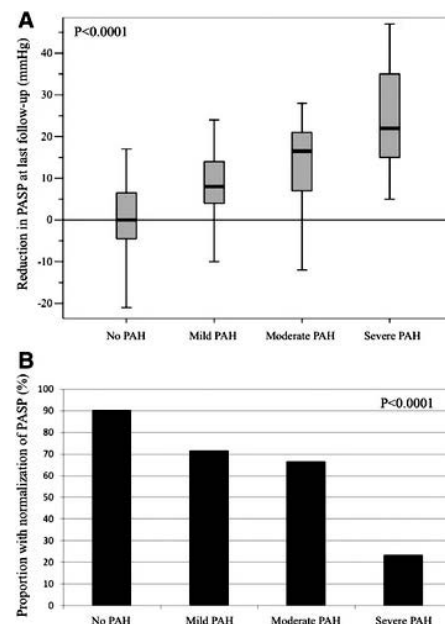 A
P<0.0001
Reduction in PASP at last follow-up (mmHg)
40
30
20
10
0
-10
-20
No PAH Mild PAH Moderate PAH Severe PAH
B
P<0.0001
Proportion with normalization of PASP (%)
100
90
80
70
60
50
40
30
20
10
0
No PAH Mild PAH Moderate PAH Severe PAH